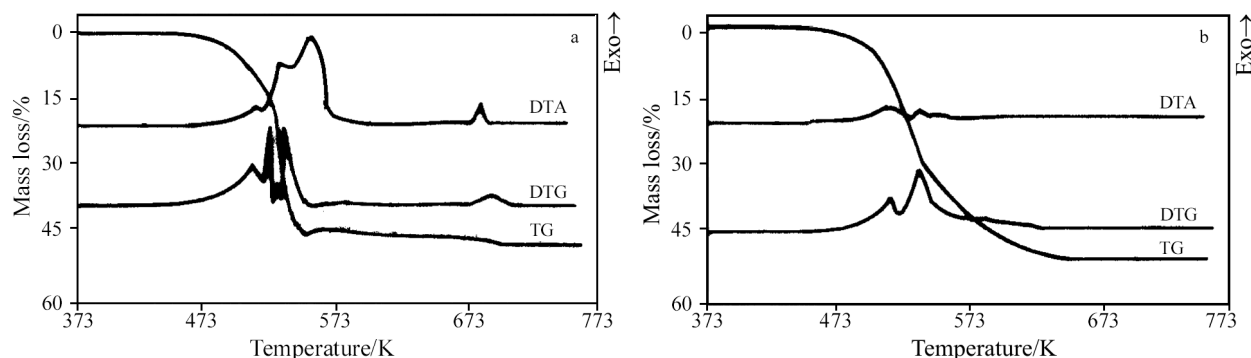 0
15
30
45
60
Mass loss/%
a
Exo→
DTA
DTG
TG
373
473
573
673
773
Temperature/K
0
15
30
45
60
Mass loss/%
b
Exo→
DTA
DTG
TG
373
473
573
673
773
Temperature/K